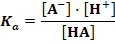 Kₐ = [A⁻] · [H⁺] / [HA]